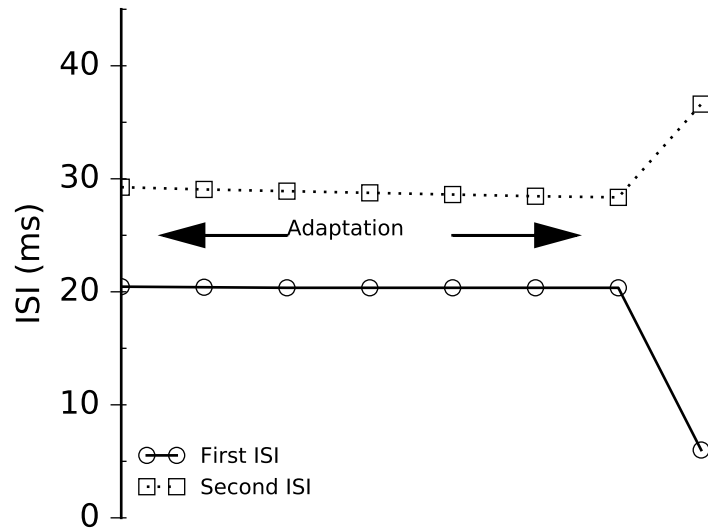 40
30
Adaptation
20
10
0
ISI (ms)
First ISI
Second ISI